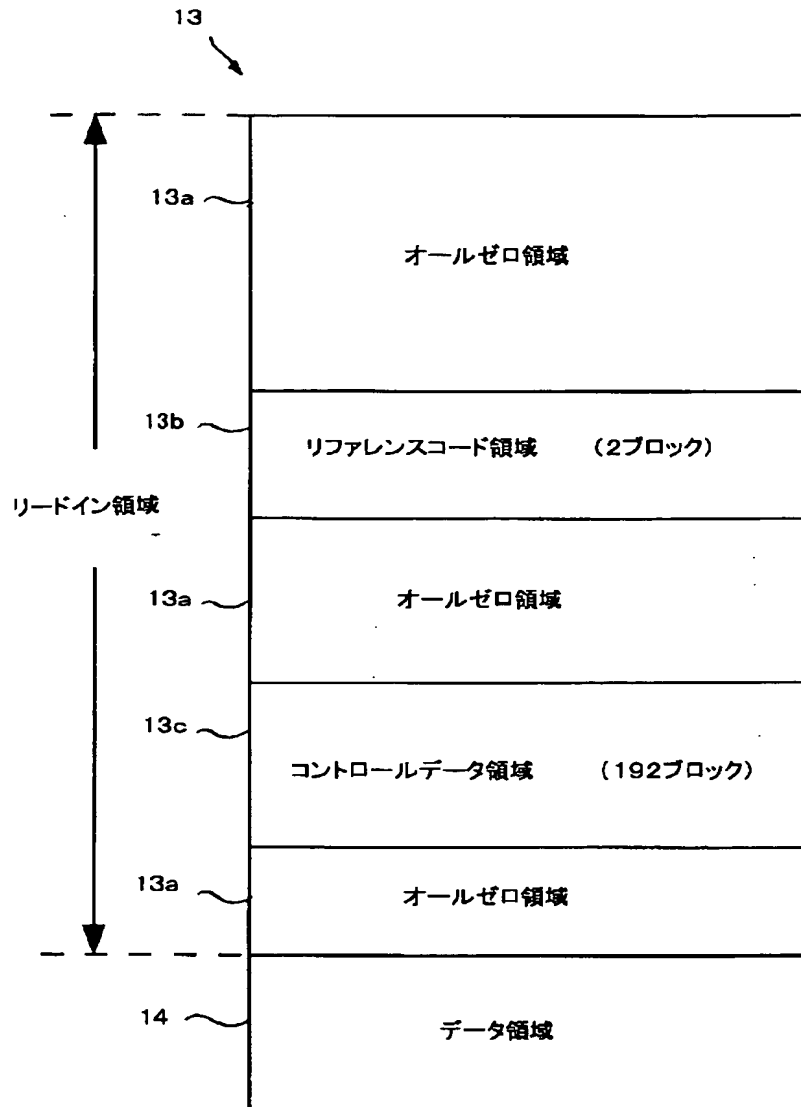 13
13a
オールゼロ領域
13b
リファレンスコード領域 (2ブロック)
リードイン領域
13a
オールゼロ領域
13c
コントロールデータ領域 (192ブロック)
13a
オールゼロ領域
14
データ領域